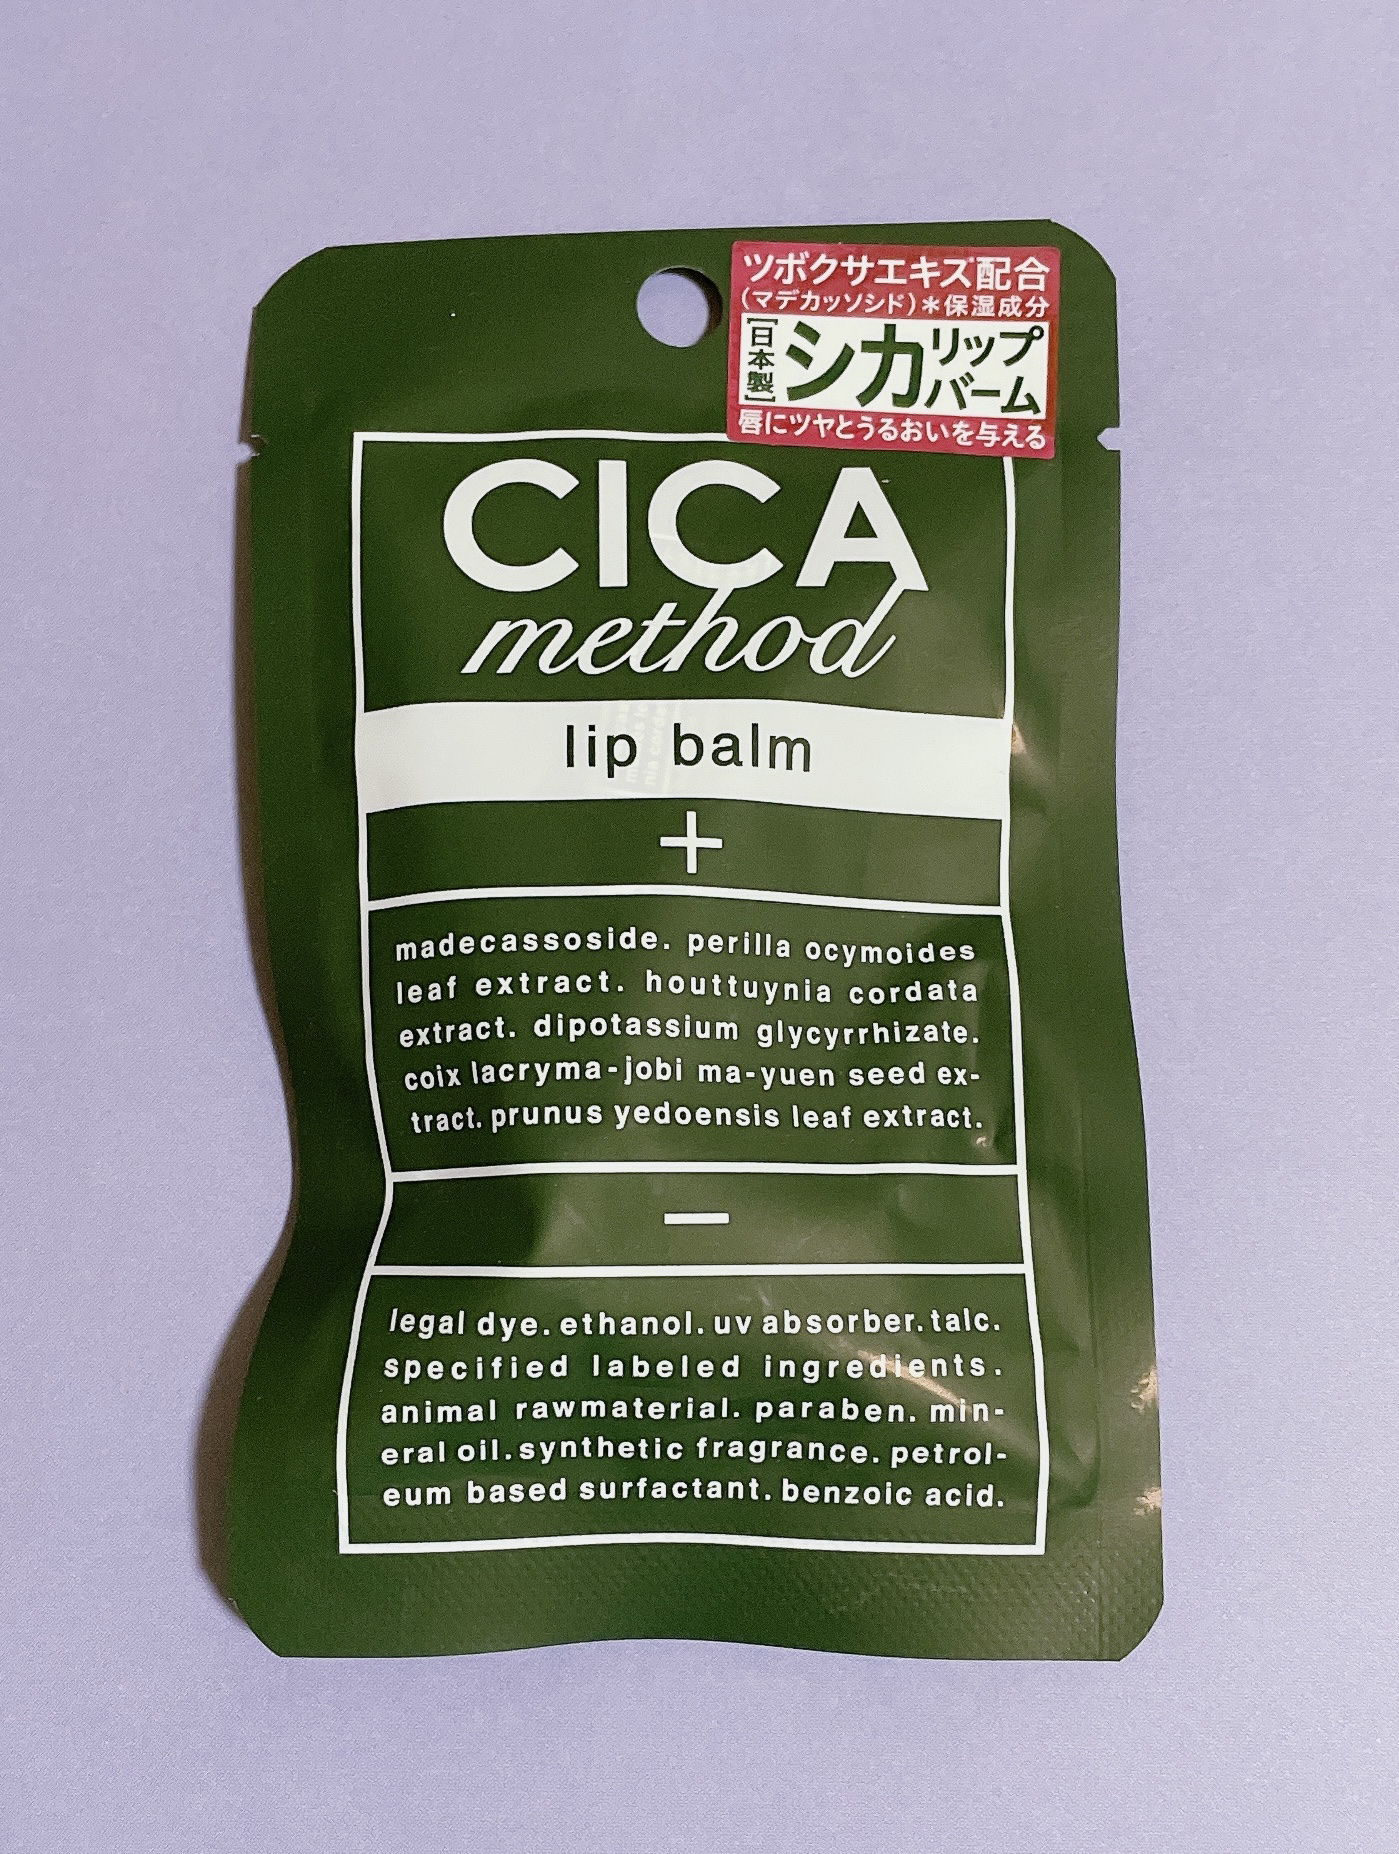 ツボクサエキス配合
(マデカッソシド)＊保湿成分
[日本製]
シカリップバーム
唇にツヤとうるおいを与える
CICA
method
lip balm
+
madecassoside. perilla ocymoides
leaf extract. houttuynia cordata
extract. dipotassium glycyrrhizate.
coix lacryma-jobi ma-yuen seed ex-
tract. prunus yedoensis leaf extract.
—
legal dye. ethanol. uv absorber. talc.
specified labeled ingredients.
animal rawmaterial. paraben. min-
eral oil. synthetic fragrance. petrol-
eum based surfactant. benzoic acid.